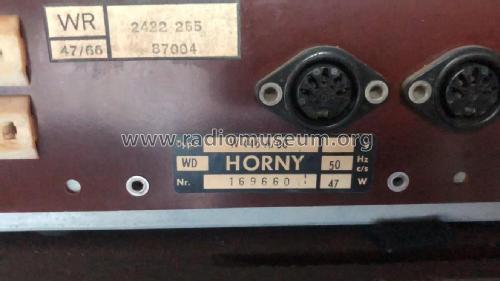 WR 2422 265
47/66 87004
www.radiomuseum.org
WD HORNY 50 Hz c/s
Nr. 169660 47 W